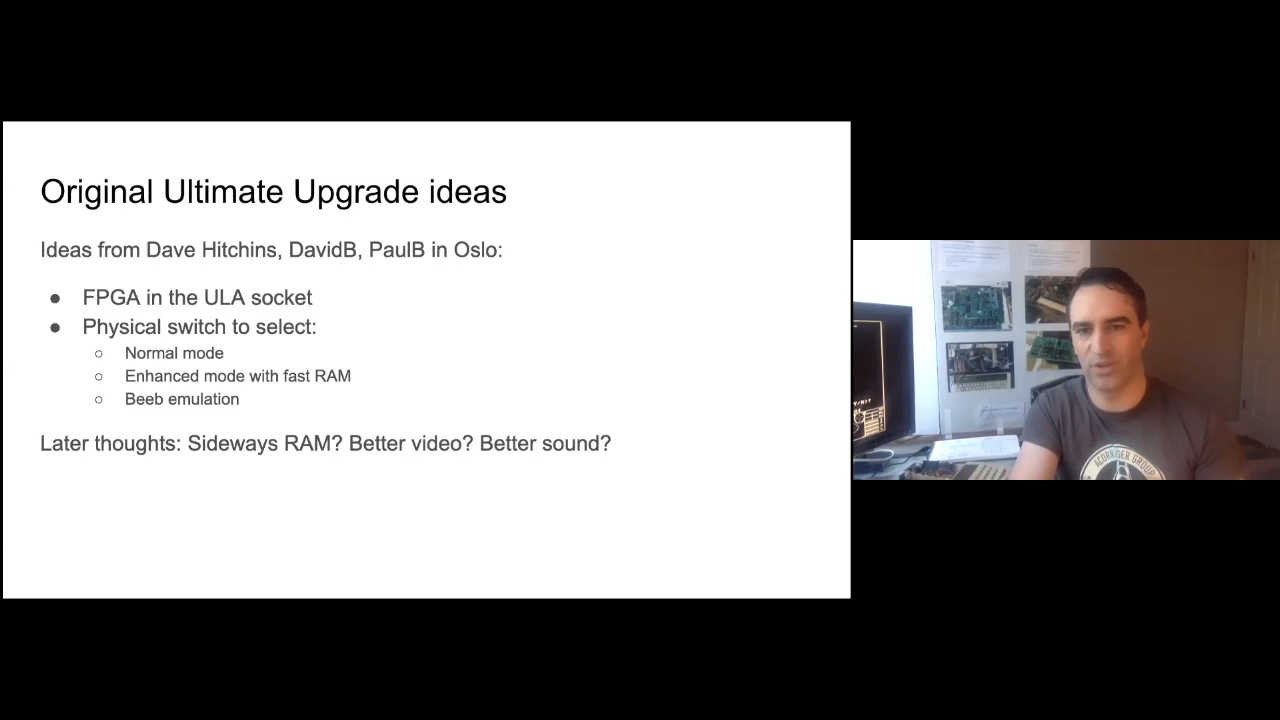 Original Ultimate Upgrade ideas
Ideas from Dave Hitchins, DavidB, PaulB in Oslo:
● FPGA in the ULA socket
● Physical switch to select:
○ Normal mode
○ Enhanced mode with fast RAM
○ Beeb emulation
Later thoughts: Sideways RAM? Better video? Better sound?
GROUP